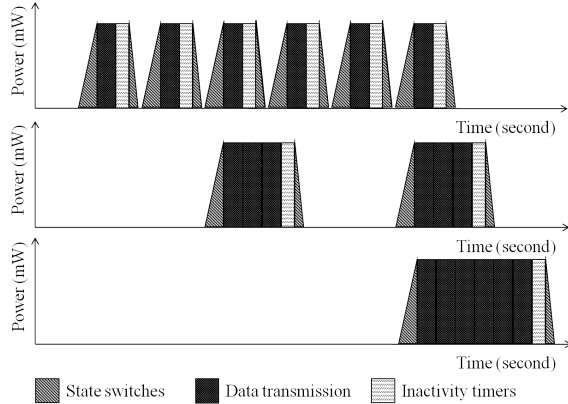 Power (mW)
Time (second)
Power (mW)
Time (second)
Power (mW)
Time (second)
State switches
Data transmission
Inactivity timers